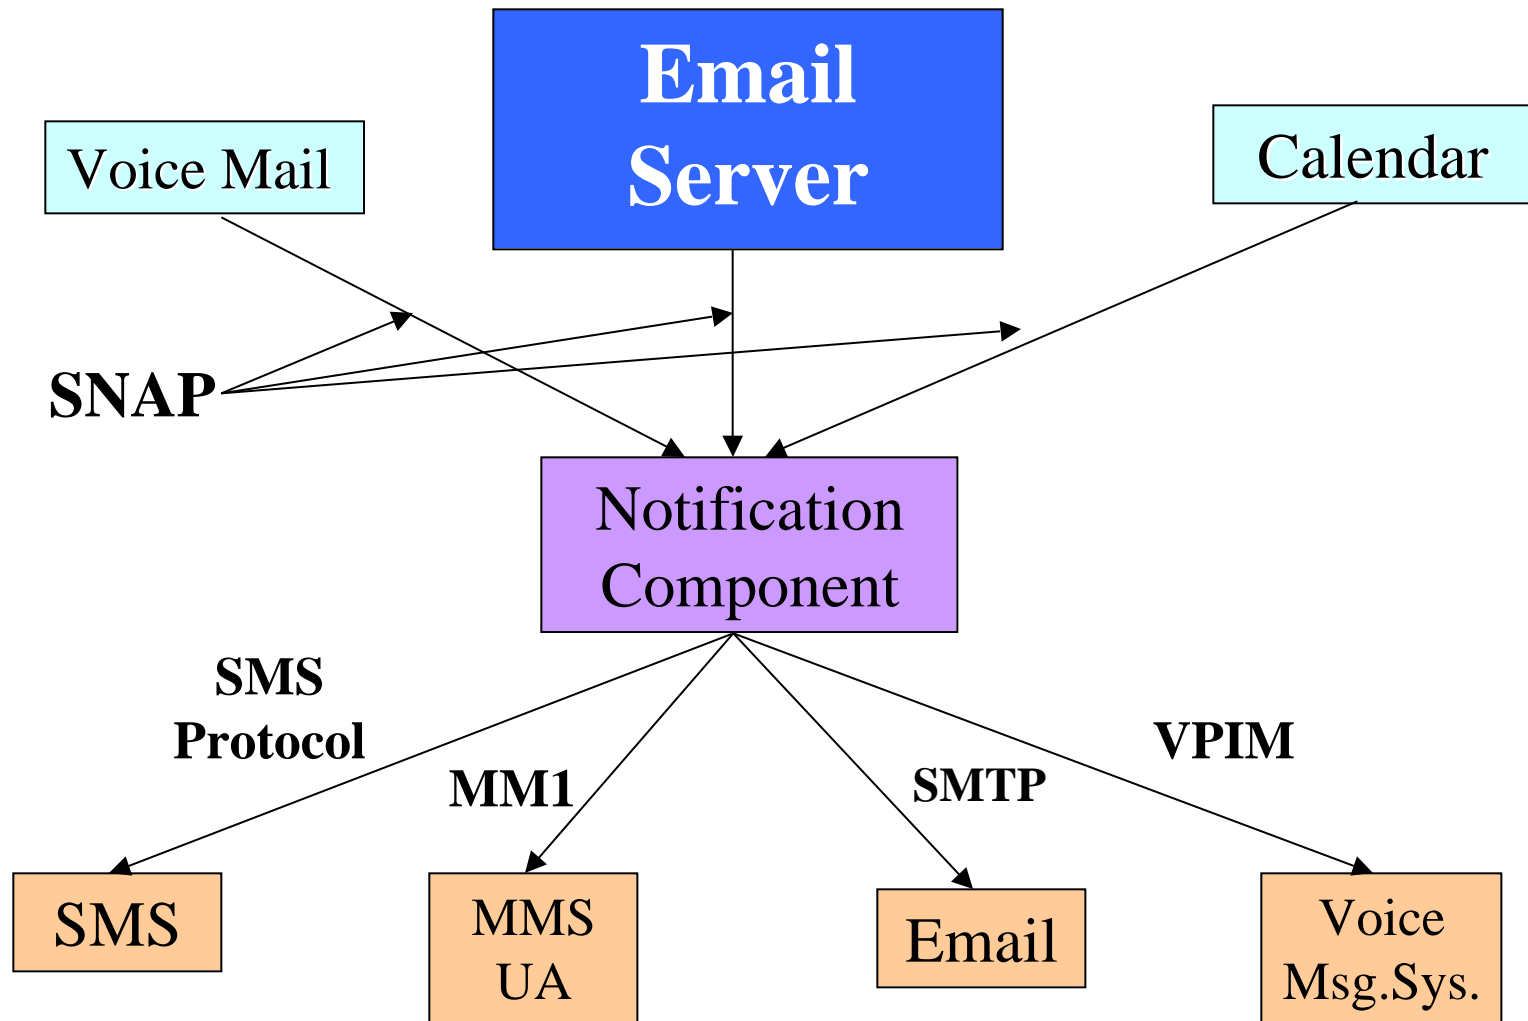 Email
Server
Voice Mail
Calendar
SNAP
Notification
Component
SMS
Protocol
MM1
SMTP
VPIM
SMS
MMS
UA
Email
Voice
Msg.Sys.